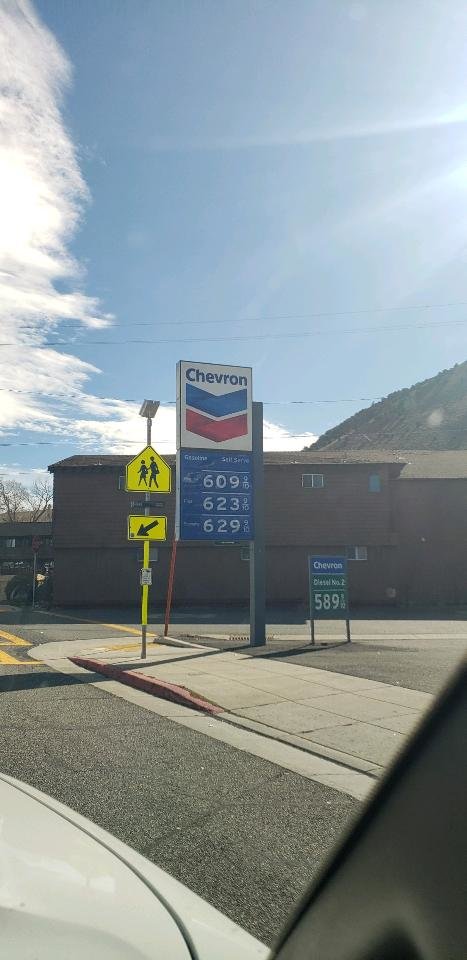 Chevron
Gasoline Self Serve
609 9/10
Plus 623 9/10
629 9/10
Chevron
Diesel No.2
589 9/10